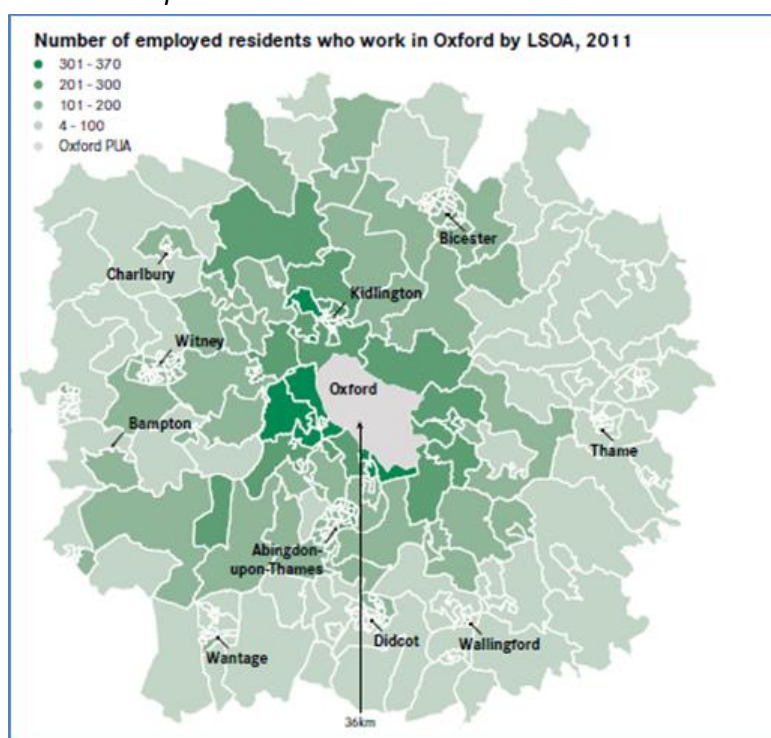 Number of employed residents who work in Oxford by LSOA, 2011
301 - 370
201 - 300
101 - 200
4 - 100
Oxford PUA
Bicester
Charlbury
Kidlington
Witney
Oxford
Bampton
Thame
Abingdon-
upon-Thames
Didcot
Wallingford
Wantage
36km